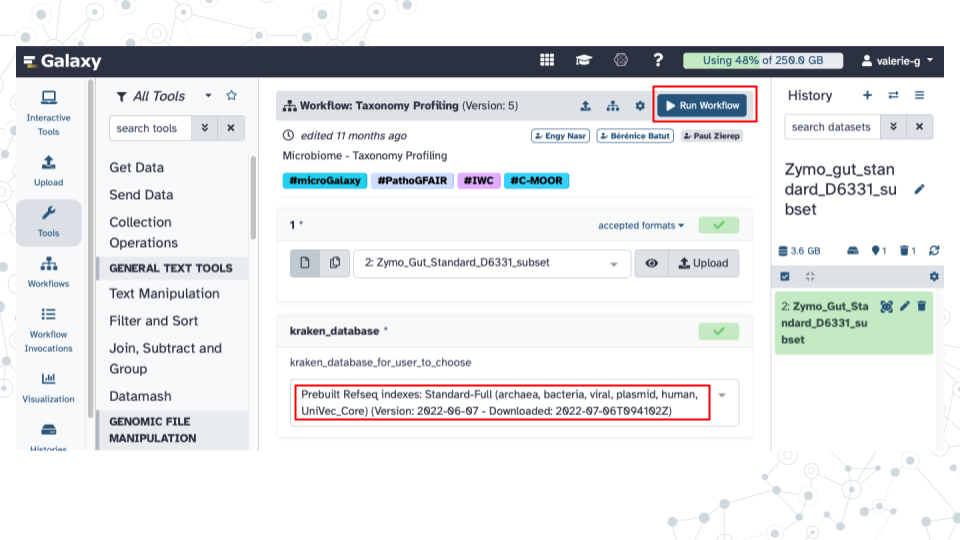 Galaxy
?
Using 48% of 250.0 GB
valerie-g
Interactive
Tools
Upload
Tools
Workflows
Workflow
Invocations
Visualization
Histories
All Tools
search tools
Get Data
Send Data
Collection
Operations
GENERAL TEXT TOOLS
Text Manipulation
Filter and Sort
Join, Subtract and
Group
Datamash
GENOMIC FILE
MANIPULATION
Workflow: Taxonomy Profiling (Version: 5)
Run Workflow
edited 11 months ago
Engy Nasr
Bérénice Batut
Paul Zierep
Microbiome - Taxonomy Profiling
#microGalaxy #PathoGFAIR #IWC #C-MOOR
1 *
accepted formats
2: Zymo_Gut_Standard_D6331_subset
Upload
kraken_database *
kraken_database_for_user_to_choose
Prebuilt Refseq indexes: Standard-Full (archaea, bacteria, viral, plasmid, human,
UniVec_Core) (Version: 2022-06-07 - Downloaded: 2022-07-06T094102Z)
History
search datasets
Zymo_gut_stan
dard_D6331_su
bset
3.6 GB
1
1
2: Zymo_Gut_Sta
ndard_D6331_su
bset